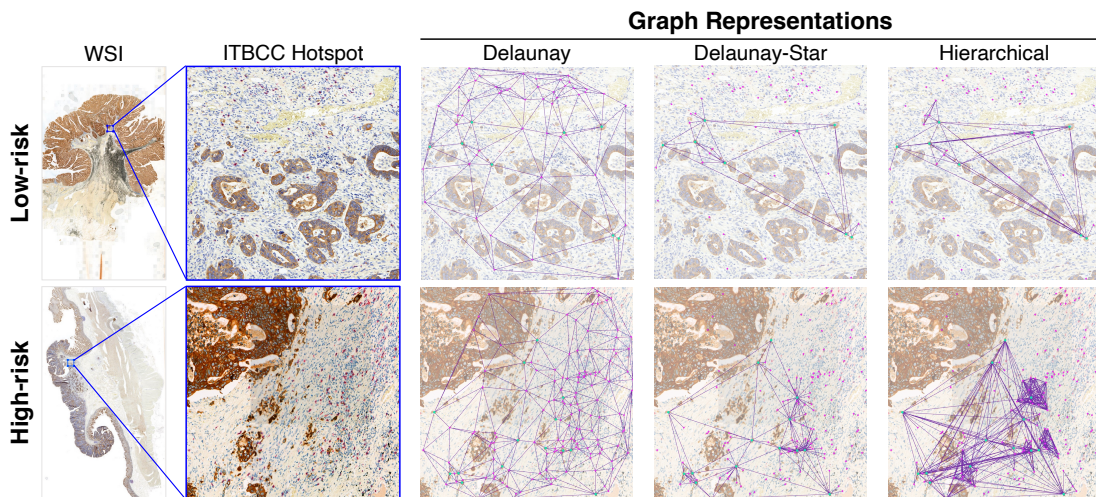 Graph Representations
WSI
ITBCC Hotspot
Delaunay
Delaunay-Star
Hierarchical
Low-risk
High-risk